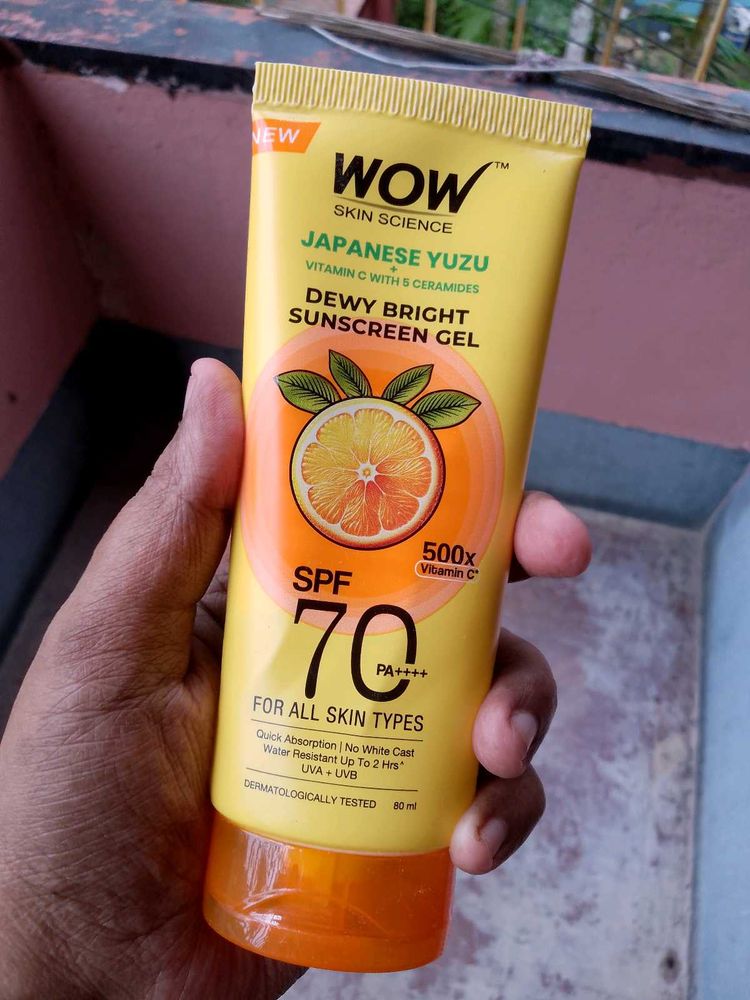 NEW
WOW™
SKIN SCIENCE
JAPANESE YUZU
+
VITAMIN C WITH 5 CERAMIDES
DEWY BRIGHT
SUNSCREEN GEL
500x
Vitamin C*
SPF
70
PA++++
FOR ALL SKIN TYPES
Quick Absorption | No White Cast
Water Resistant Up To 2 Hrs^
UVA + UVB
DERMATOLOGICALLY TESTED 80 ml